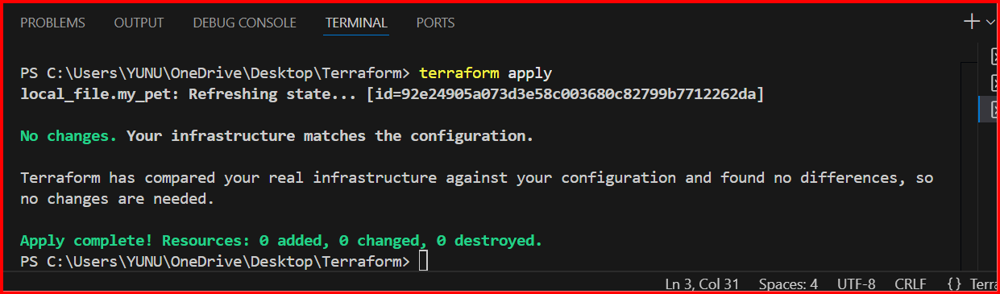 PROBLEMS OUTPUT DEBUG CONSOLE TERMINAL PORTS
PS C:\Users\YUNU\OneDrive\Desktop\Terraform> terraform apply
local_file.my_pet: Refreshing state... [id=92e24905a073d3e58c003680c82799b7712262da]
No changes. Your infrastructure matches the configuration.
Terraform has compared your real infrastructure against your configuration and found no differences, so
no changes are needed.
Apply complete! Resources: 0 added, 0 changed, 0 destroyed.
PS C:\Users\YUNU\OneDrive\Desktop\Terraform>
Ln 3, Col 31 Spaces: 4 UTF-8 CRLF {}